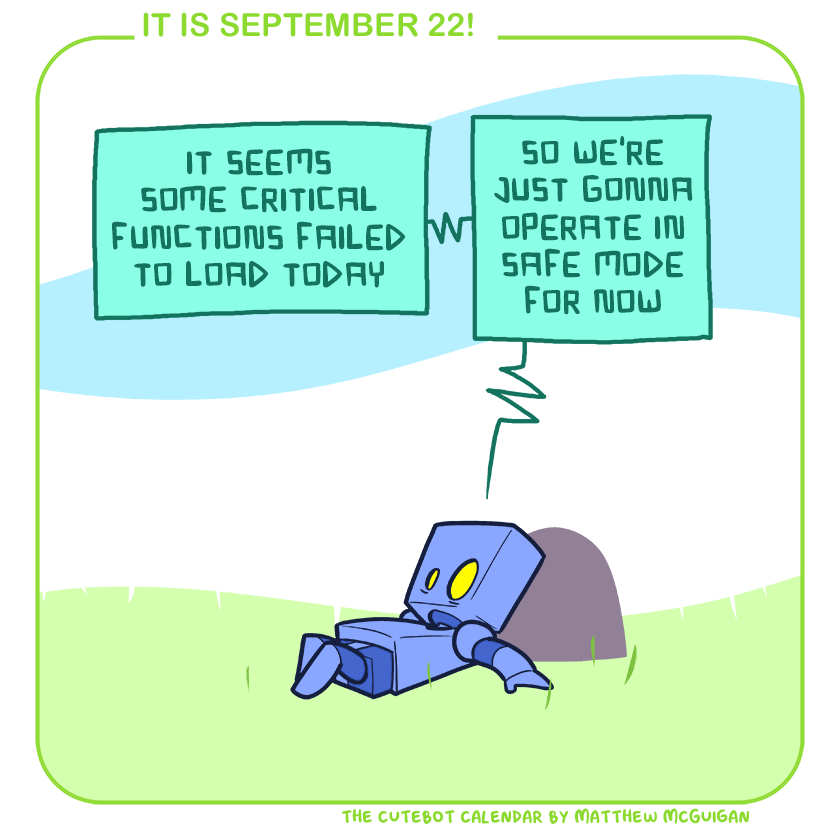 IT IS SEPTEMBER 22!
IT SEEMS
SOME CRITICAL
FUNCTIONS FAILED
TO LOAD TODAY
SO WE'RE
JUST GONNA
OPERATE IN
SAFE MODE
FOR NOW
THE CUTEBOT CALENDAR BY MATTHEW MCGUIGAN